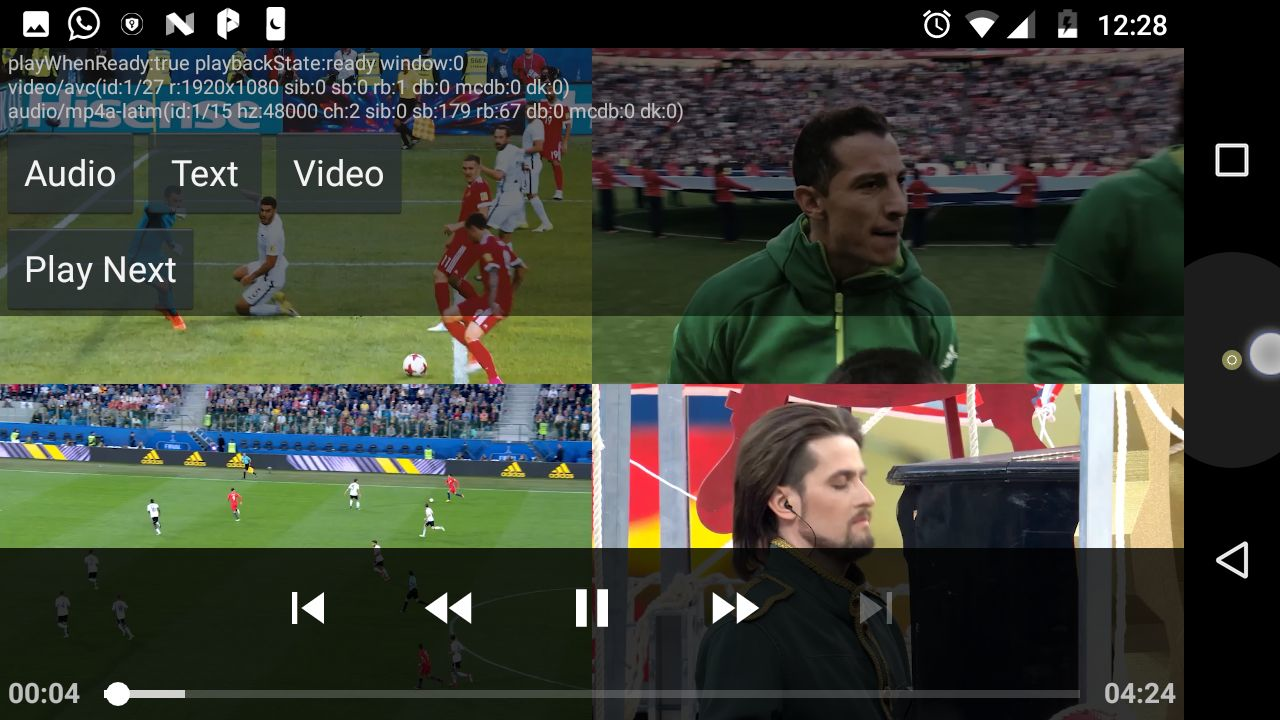 12:28
playWhenReady:true playbackState:ready window:0
video/avc(id:1/27 r:1920x1080 sib:0 sb:0 rb:1 db:0 mcdb:0 dk:0)
audio/mp4a-latm(id:1/15 hz:48000 ch:2 sib:0 sb:179 rb:67 db:0 mcdb:0 dk:0)
Hisense
Audio Text Video
Play Next
00:04 04:24